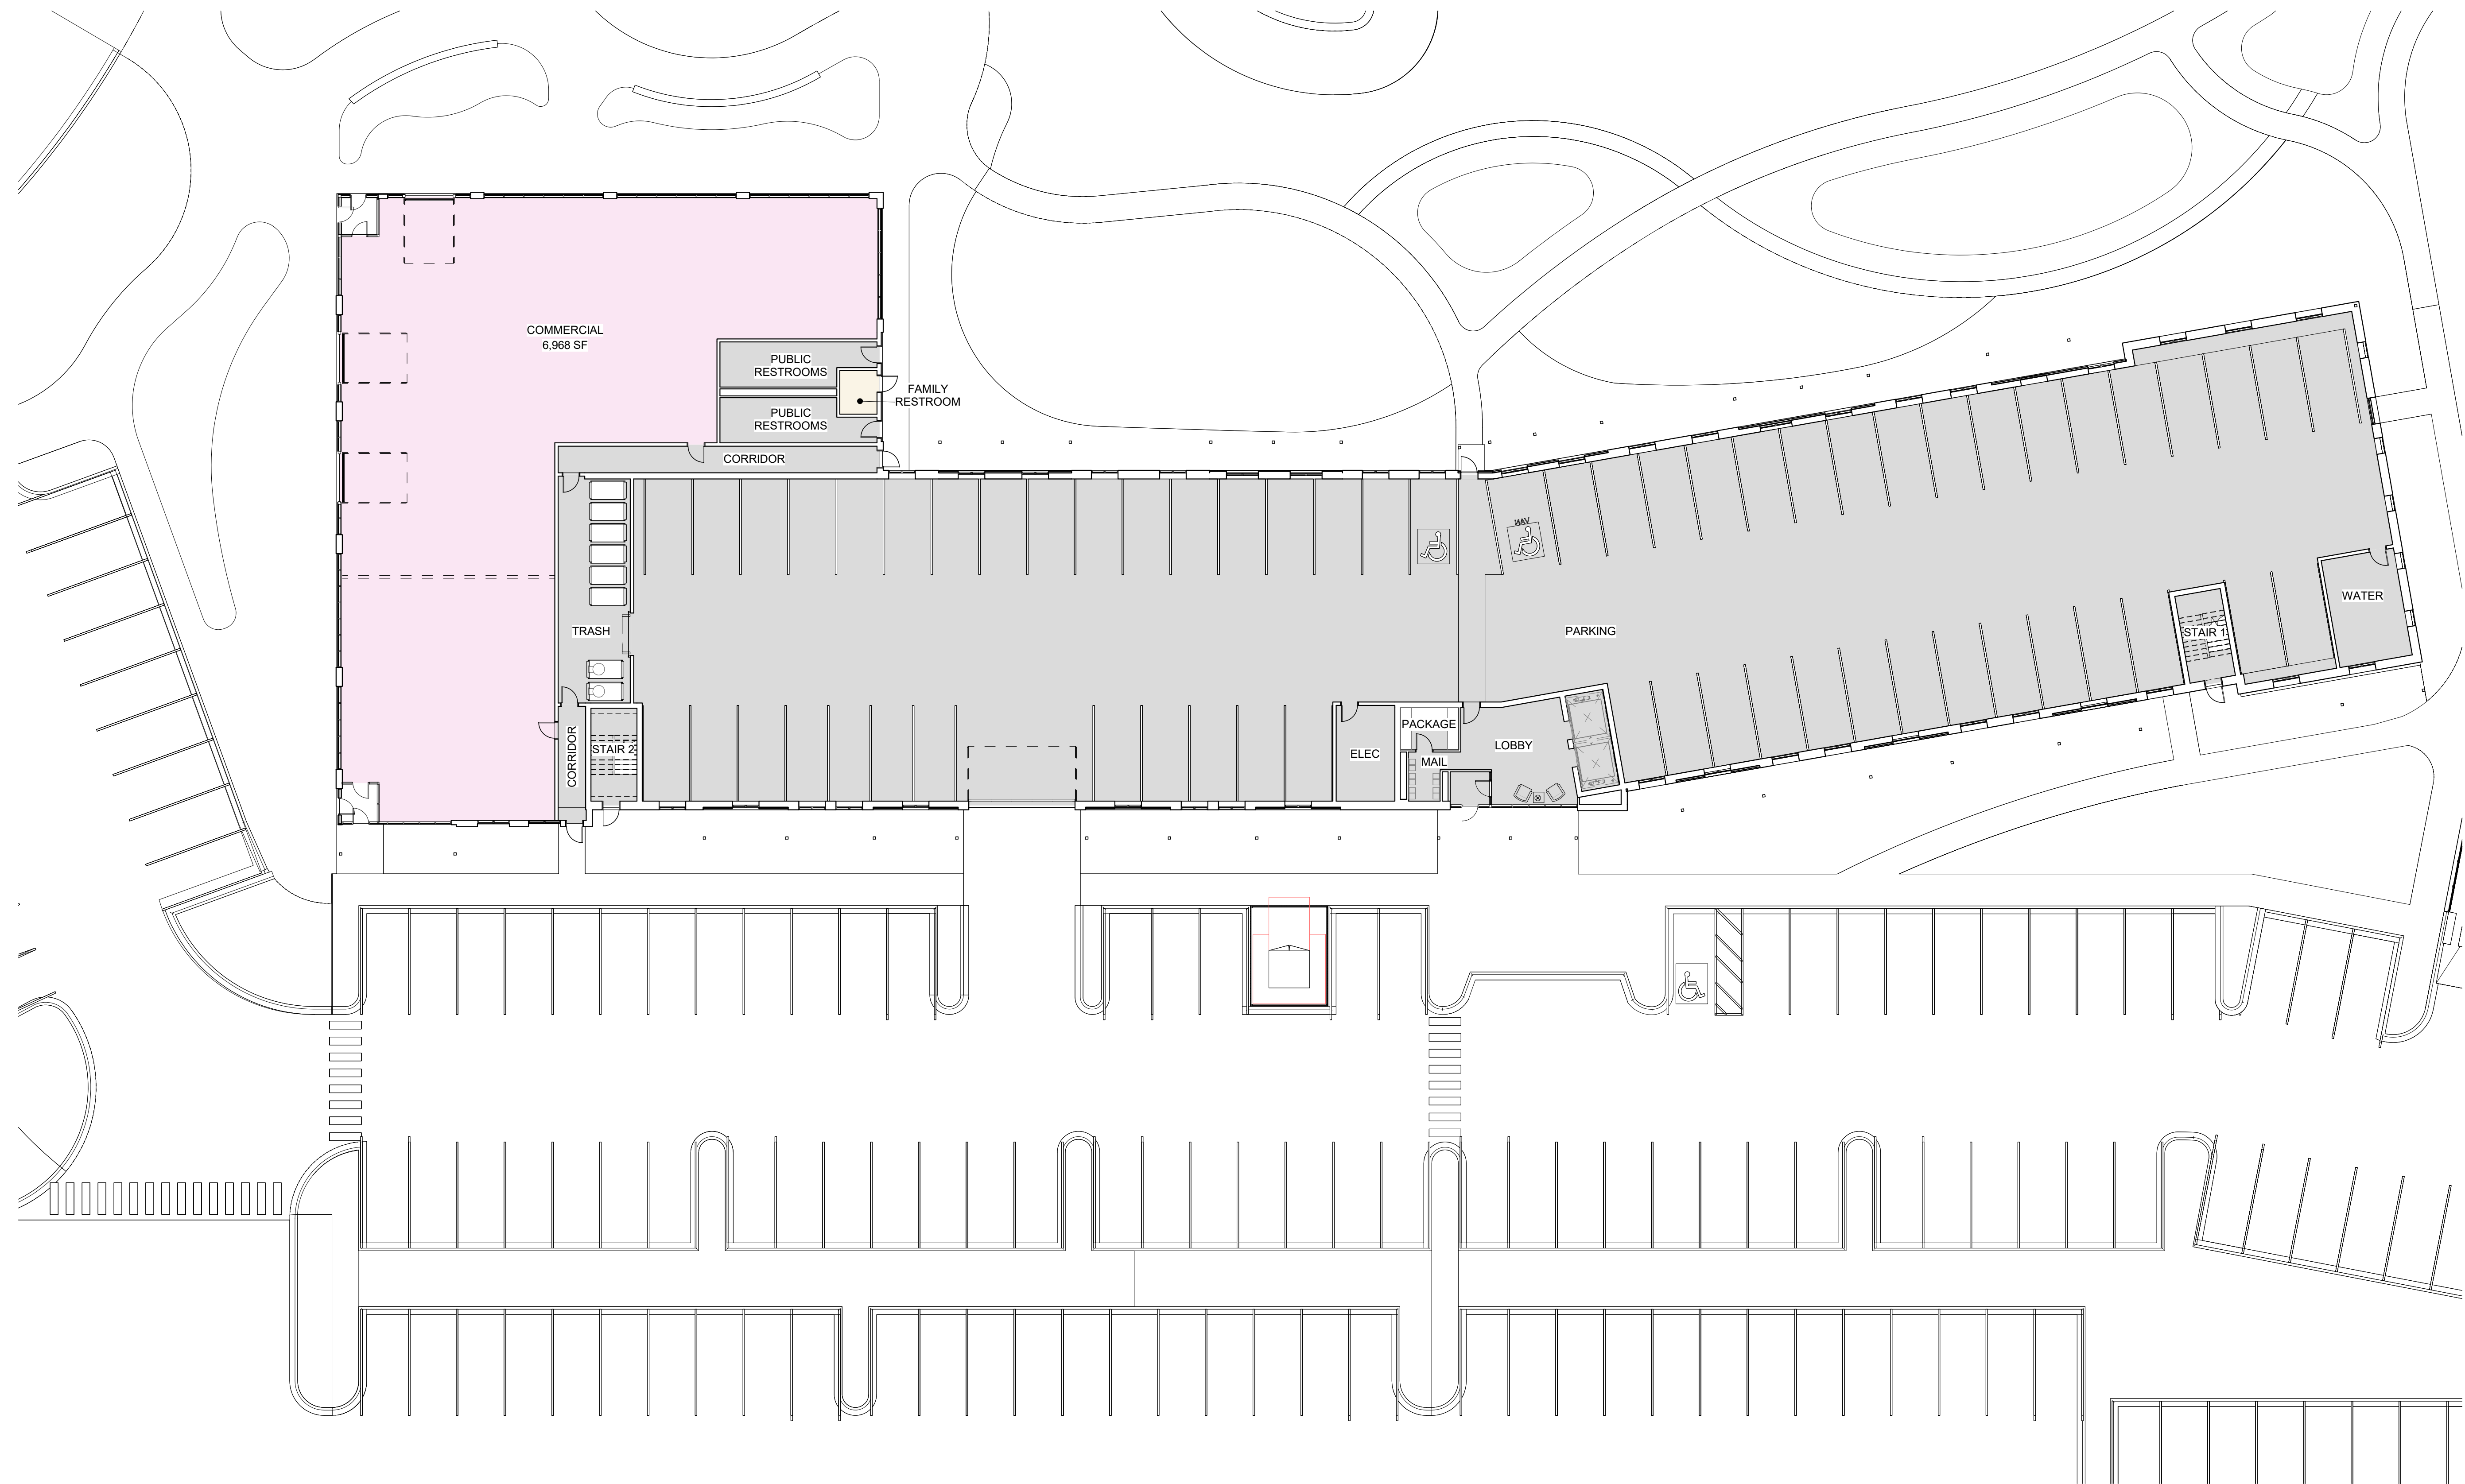 COMMERCIAL
6,968 SF
PUBLIC
RESTROOMS
FAMILY
RESTROOM
PUBLIC
RESTROOMS
CORRIDOR
VAN
TRASH
PARKING
WATER
STAIR 1
CORRIDOR
STAIR 2
ELEC
PACKAGE
MAIL
LOBBY